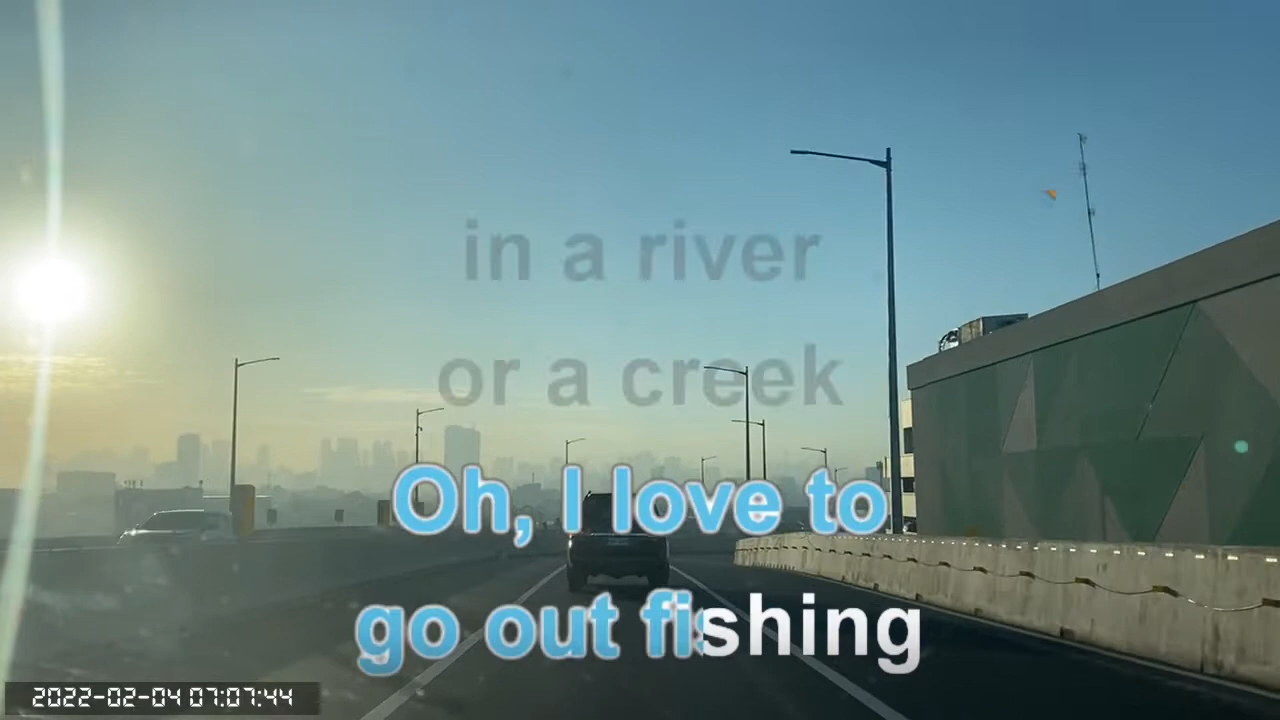 in a river
or a creek
Oh, I love to
go out fishing
2022-02-04 07:07:44